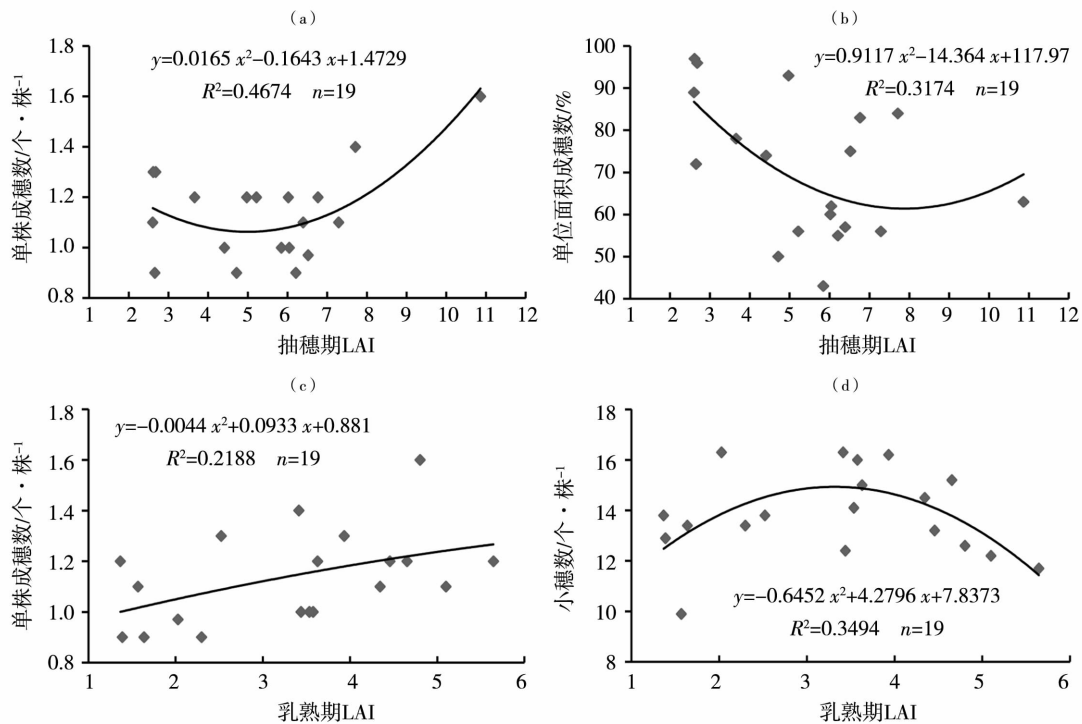 （a）
y=0.0165 x²−0.1643 x+1.4729
R²=0.4674 n=19
单株成穗数/个·株⁻¹
1.8
1.6
1.4
1.2
1.0
0.8
1 2 3 4 5 6 7 8 9 10 11 12
抽穗期LAI
（b）
y=0.9117 x²−14.364 x+117.97
R²=0.3174 n=19
单位面积成穗数/%
100
90
80
70
60
50
40
1 2 3 4 5 6 7 8 9 10 11 12
抽穗期LAI
（c）
y=−0.0044 x²+0.0933 x+0.881
R²=0.2188 n=19
单株成穗数/个·株⁻¹
1.8
1.6
1.4
1.2
1.0
0.8
1 2 3 4 5 6
乳熟期LAI
（d）
小穗数/个·株⁻¹
18
16
14
12
10
8
y=−0.6452 x²+4.2796 x+7.8373
R²=0.3494 n=19
1 2 3 4 5 6
乳熟期LAI